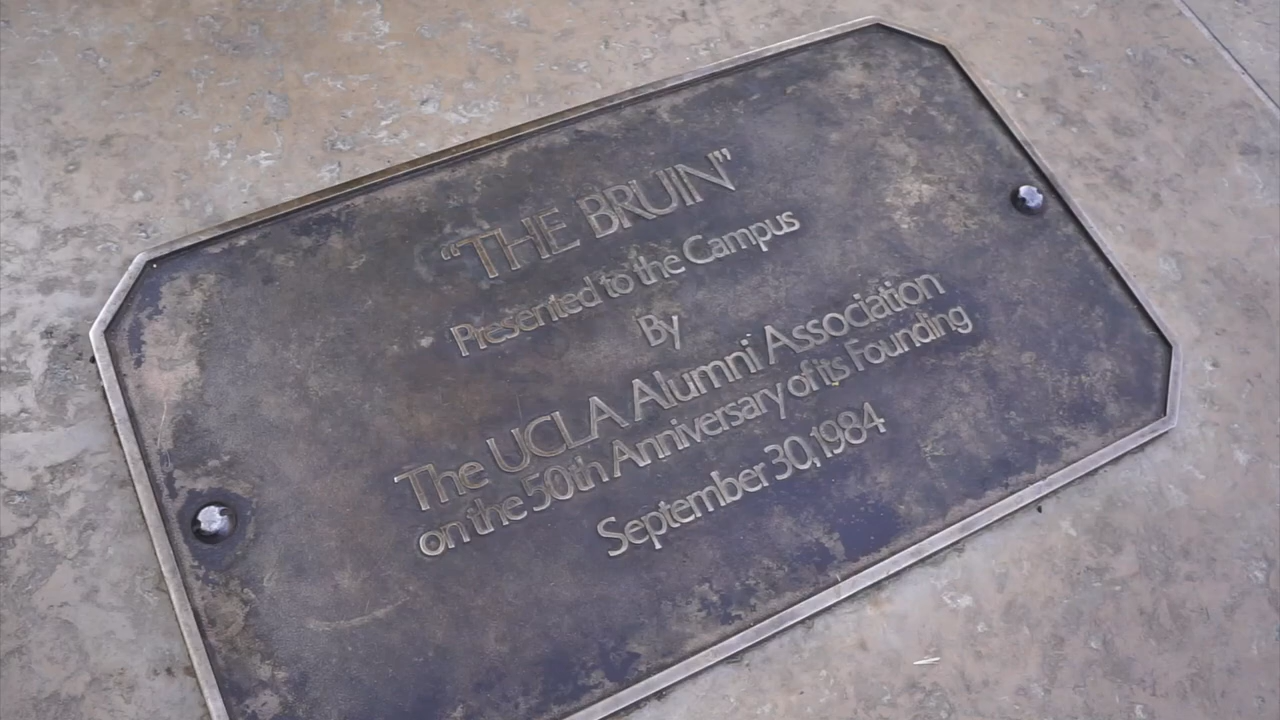 “THE BRUIN”
Presented to the Campus
By
The UCLA Alumni Association
on the 50th Anniversary of its Founding
September 30, 1984